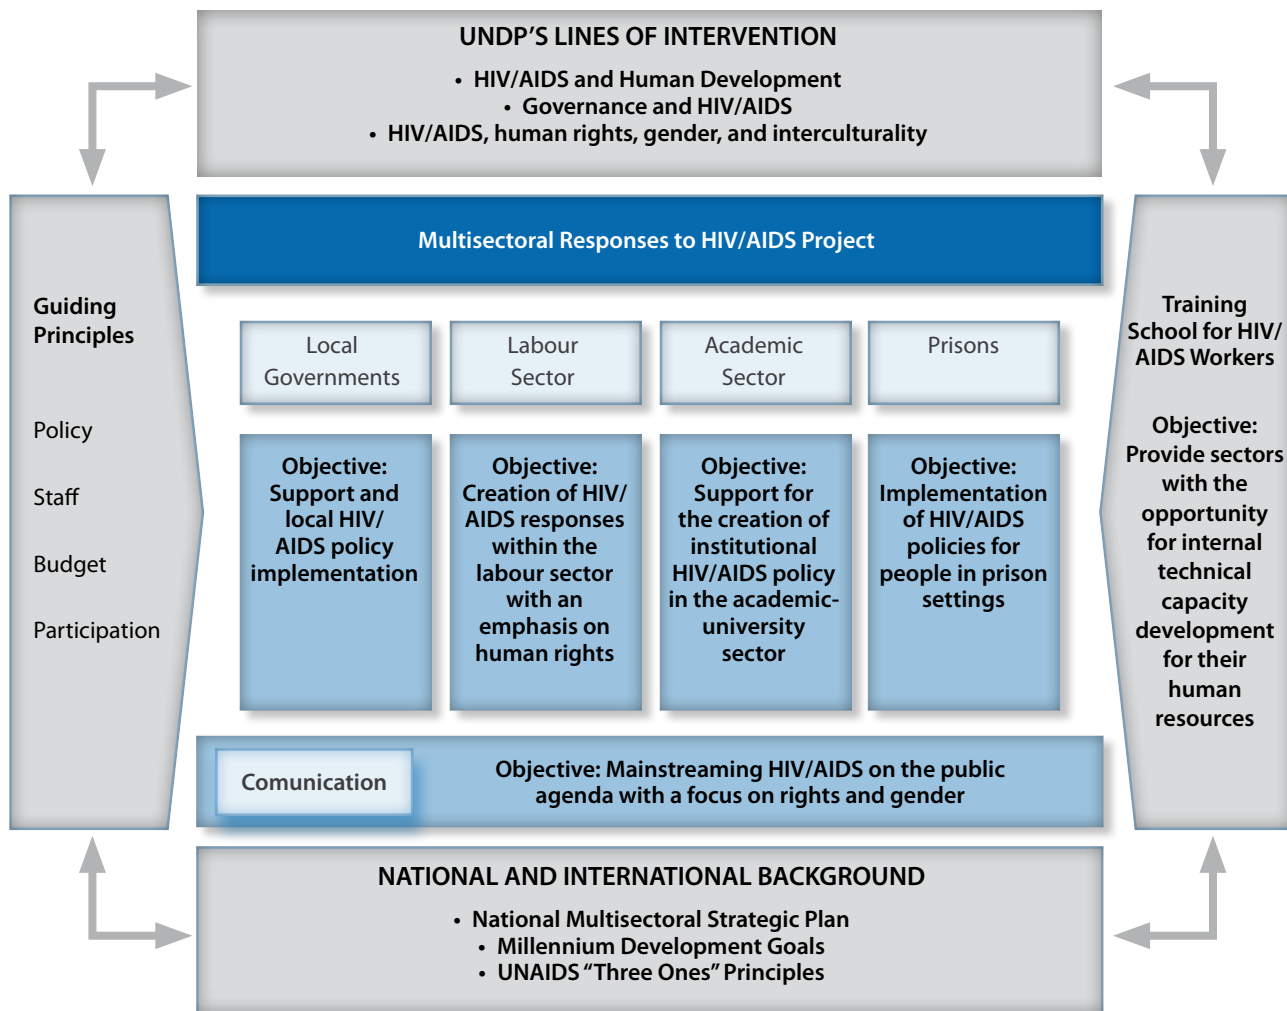 UNDP'S LINES OF INTERVENTION
• HIV/AIDS and Human Development
• Governance and HIV/AIDS
• HIV/AIDS, human rights, gender, and interculturality
Multisectoral Responses to HIV/AIDS Project
Guiding
Principles
Policy
Staff
Budget
Participation
Local
Governments
Objective:
Support and
local HIV/
AIDS policy
implementation
Labour
Sector
Objective:
Creation of HIV/
AIDS responses
within the
labour sector
with an
emphasis on
human rights
Academic
Sector
Objective:
Support for
the creation of
institutional
HIV/AIDS policy
in the academic-
university
sector
Prisons
Objective:
Implementation
of HIV/AIDS
policies for
people in prison
settings
Training
School for HIV/
AIDS Workers
Objective:
Provide sectors
with the
opportunity
for internal
technical
capacity
development
for their
human
resources
Comunication
Objective: Mainstreaming HIV/AIDS on the public
agenda with a focus on rights and gender
NATIONAL AND INTERNATIONAL BACKGROUND
• National Multisectoral Strategic Plan
• Millennium Development Goals
• UNAIDS “Three Ones” Principles